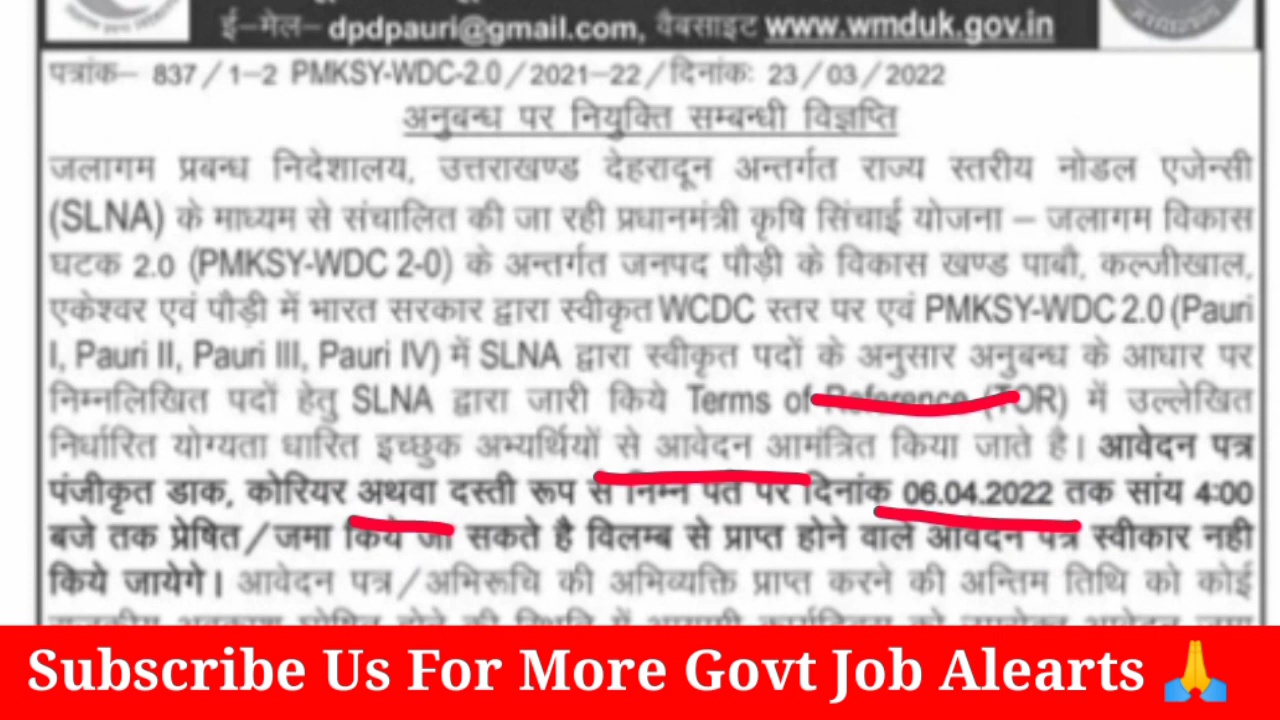 ई–मेल– dpdpauri@gmail.com, वैबसाइट www.wmduk.gov.in
पत्रांक– 837/1–2 PMKSY-WDC-2.0/2021–22/दिनांकः 23/03/2022
अनुबन्ध पर नियुक्ति सम्बन्धी विज्ञप्ति
जलागम प्रबन्ध निदेशालय, उत्तराखण्ड देहरादून अन्तर्गत राज्य स्तरीय नोडल एजेन्सी
(SLNA) के माध्यम से संचालित की जा रही प्रधानमंत्री कृषि सिंचाई योजना – जलागम विकास
घटक 2.0 (PMKSY-WDC 2-0) के अन्तर्गत जनपद पौड़ी के विकास खण्ड पाबौ, कल्जीखाल,
एकेश्वर एवं पौड़ी में भारत सरकार द्वारा स्वीकृत WCDC स्तर पर एवं PMKSY-WDC 2.0 (Pauri
I, Pauri II, Pauri III, Pauri IV) में SLNA द्वारा स्वीकृत पदों के अनुसार अनुबन्ध के आधार पर
निम्नलिखित पदों हेतु SLNA द्वारा जारी किये Terms of Reference (TOR) में उल्लेखित
निर्धारित योग्यता धारित इच्छुक अभ्यर्थियों से आवेदन आमंत्रित किया जाते है। आवेदन पत्र
पंजीकृत डाक, कोरियर अथवा दस्ती रूप से निम्न पते पर दिनांक 06.04.2022 तक सांय 4:00
बजे तक प्रेषित/जमा किये जा सकते है विलम्ब से प्राप्त होने वाले आवेदन पत्र स्वीकार नही
किये जायेगे। आवेदन पत्र/अभिरूचि की अभिव्यक्ति प्राप्त करने की अन्तिम तिथि को कोई
Subscribe Us For More Govt Job Alearts 🙏